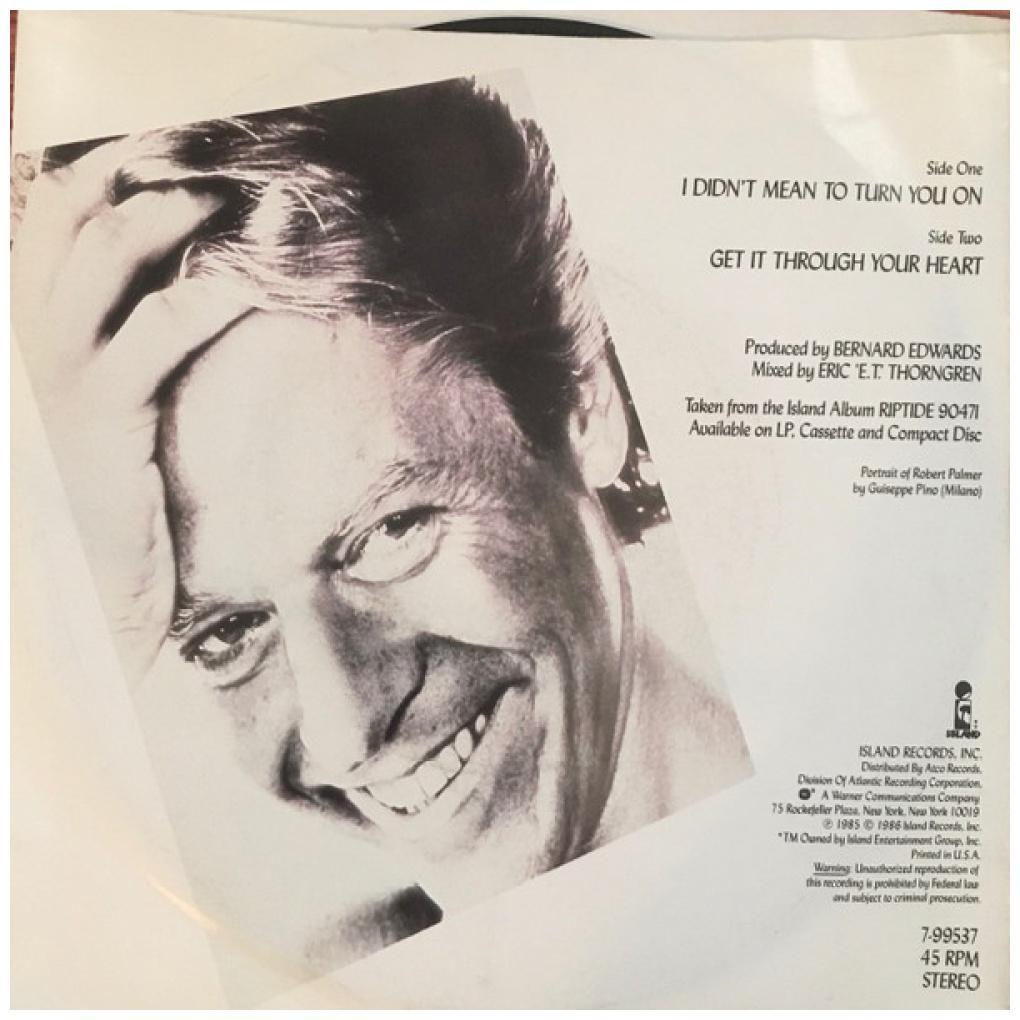 Side One
I DIDN'T MEAN TO TURN YOU ON
Side Two
GET IT THROUGH YOUR HEART
Produced by BERNARD EDWARDS
Mixed by ERIC 'E.T.' THORNGREN
Taken from the Island Album RIPTIDE 90471
Available on LP, Cassette and Compact Disc
Portrait of Robert Palmer
by Guiseppe Pino (Milano)
ISLAND
ISLAND RECORDS, INC.
Distributed By Atco Records,
Division Of Atlantic Recording Corporation,
A Warner Communications Company
75 Rockefeller Plaza, New York, New York 10019
℗ 1985 © 1986 Island Records, Inc.
*TM Owned by Island Entertainment Group, Inc.
Printed in U.S.A.
Warning: Unauthorized reproduction of
this recording is prohibited by Federal law
and subject to criminal prosecution.
7-99537
45 RPM
STEREO